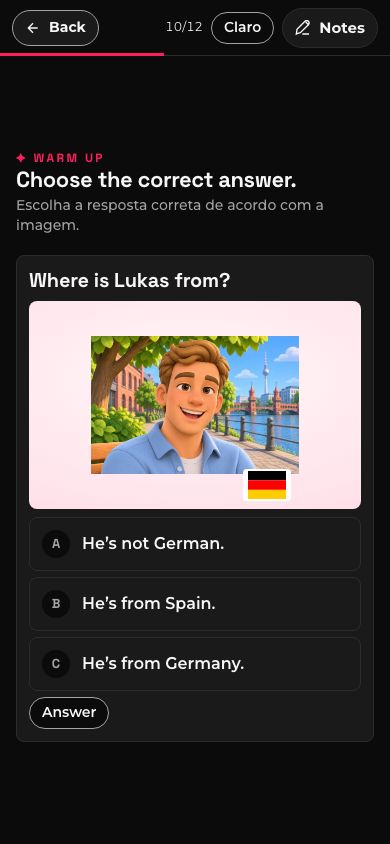 Back
10/12
Claro
Notes
WARM UP
Choose the correct answer.
Escolha a resposta correta de acordo com a
imagem.
Where is Lukas from?
A
He's not German.
B
He's from Spain.
C
He's from Germany.
Answer